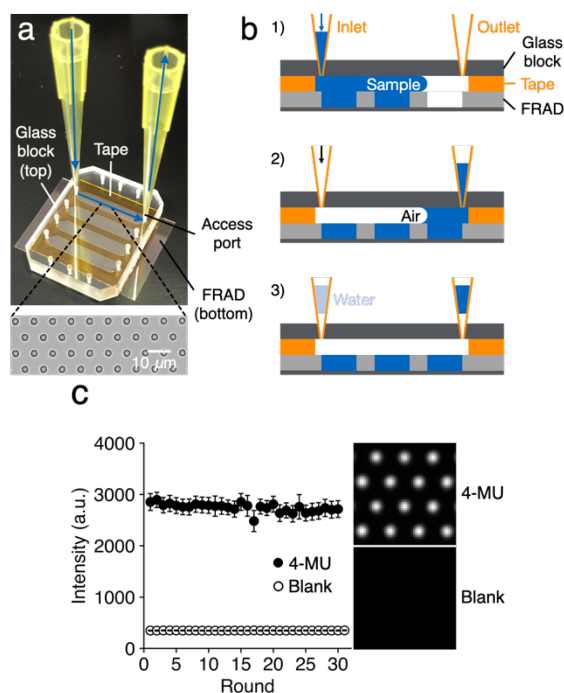 a
Glass
block
(top)
Tape
Access
port
FRAD
(bottom)
10 µm
b
1)
Inlet
Outlet
Glass
block
Sample
Tape
FRAD
2)
Air
3)
Water
c
Intensity (a.u.)
4000
3000
2000
1000
0
4-MU
Blank
0
5
10
15
20
25
30
Round
4-MU
Blank